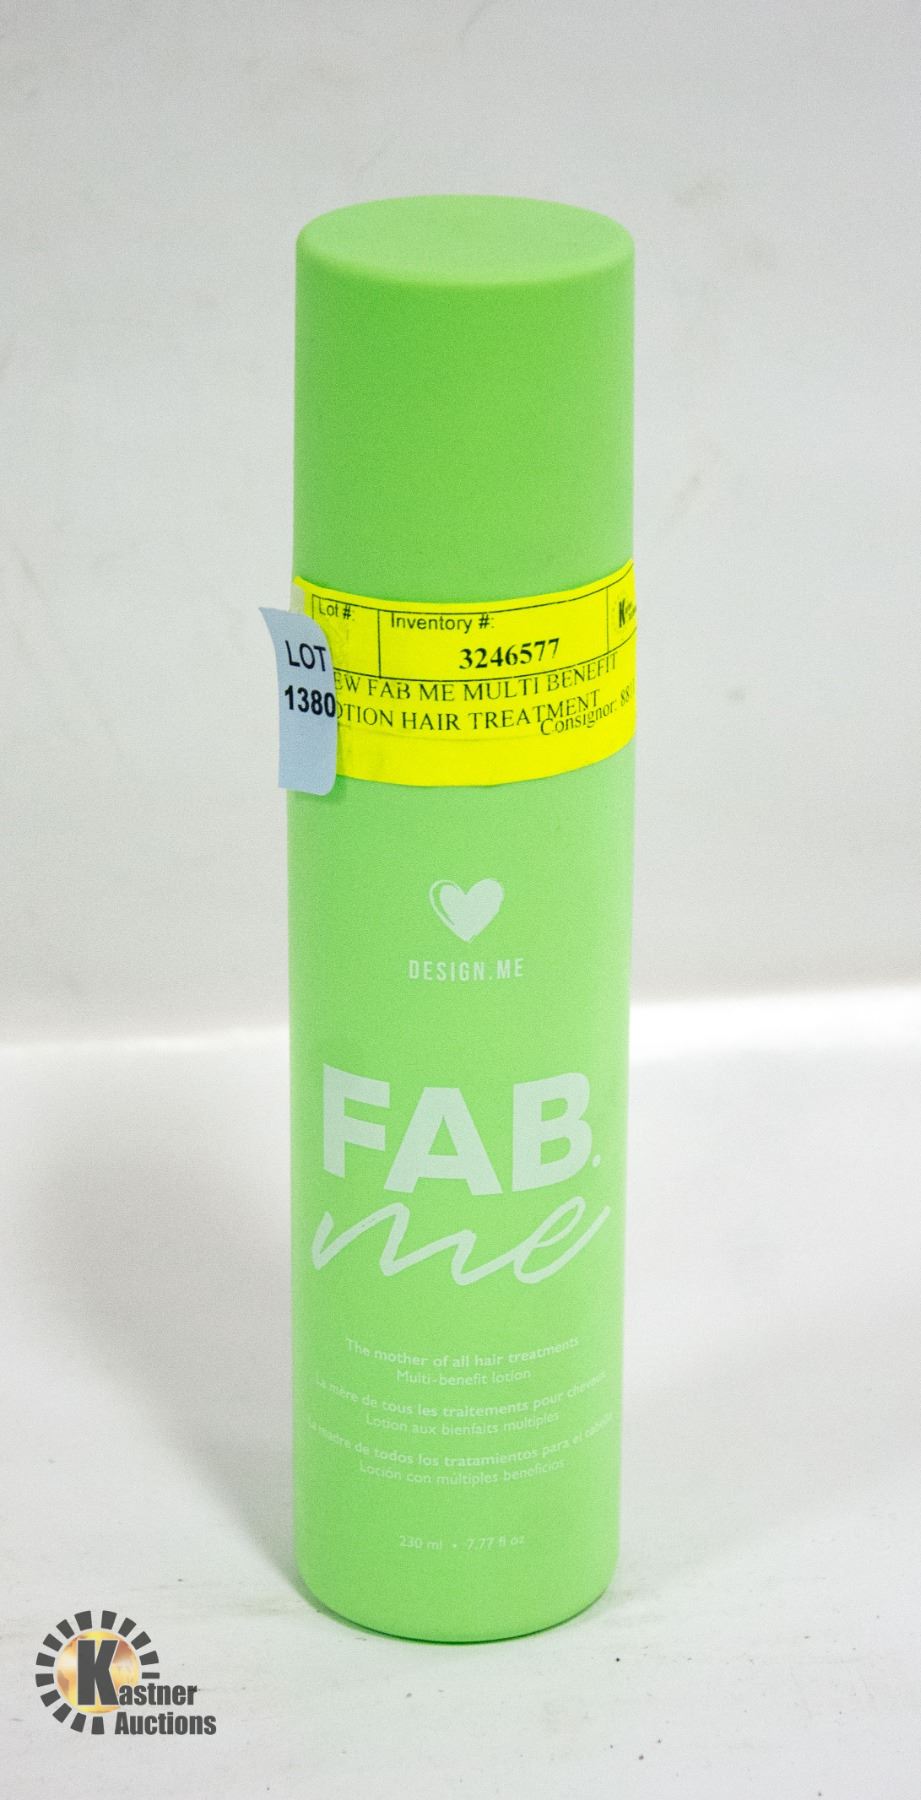 Lot #:
Inventory #:
3246577
LOT
1380
EW FAB ME MULTI BENEFIT
OTION HAIR TREATMENT
Consignor:
DESIGN.ME
FAB.
me
The mother of all hair treatments
Multi-benefit lotion
La mère de tous les traitements pour cheveux
Lotion aux bienfaits multiples
La madre de todos los tratamientos para el cabello
Loción con múltiples beneficios
230 ml • 7.77 fl oz
Kastner
Auctions